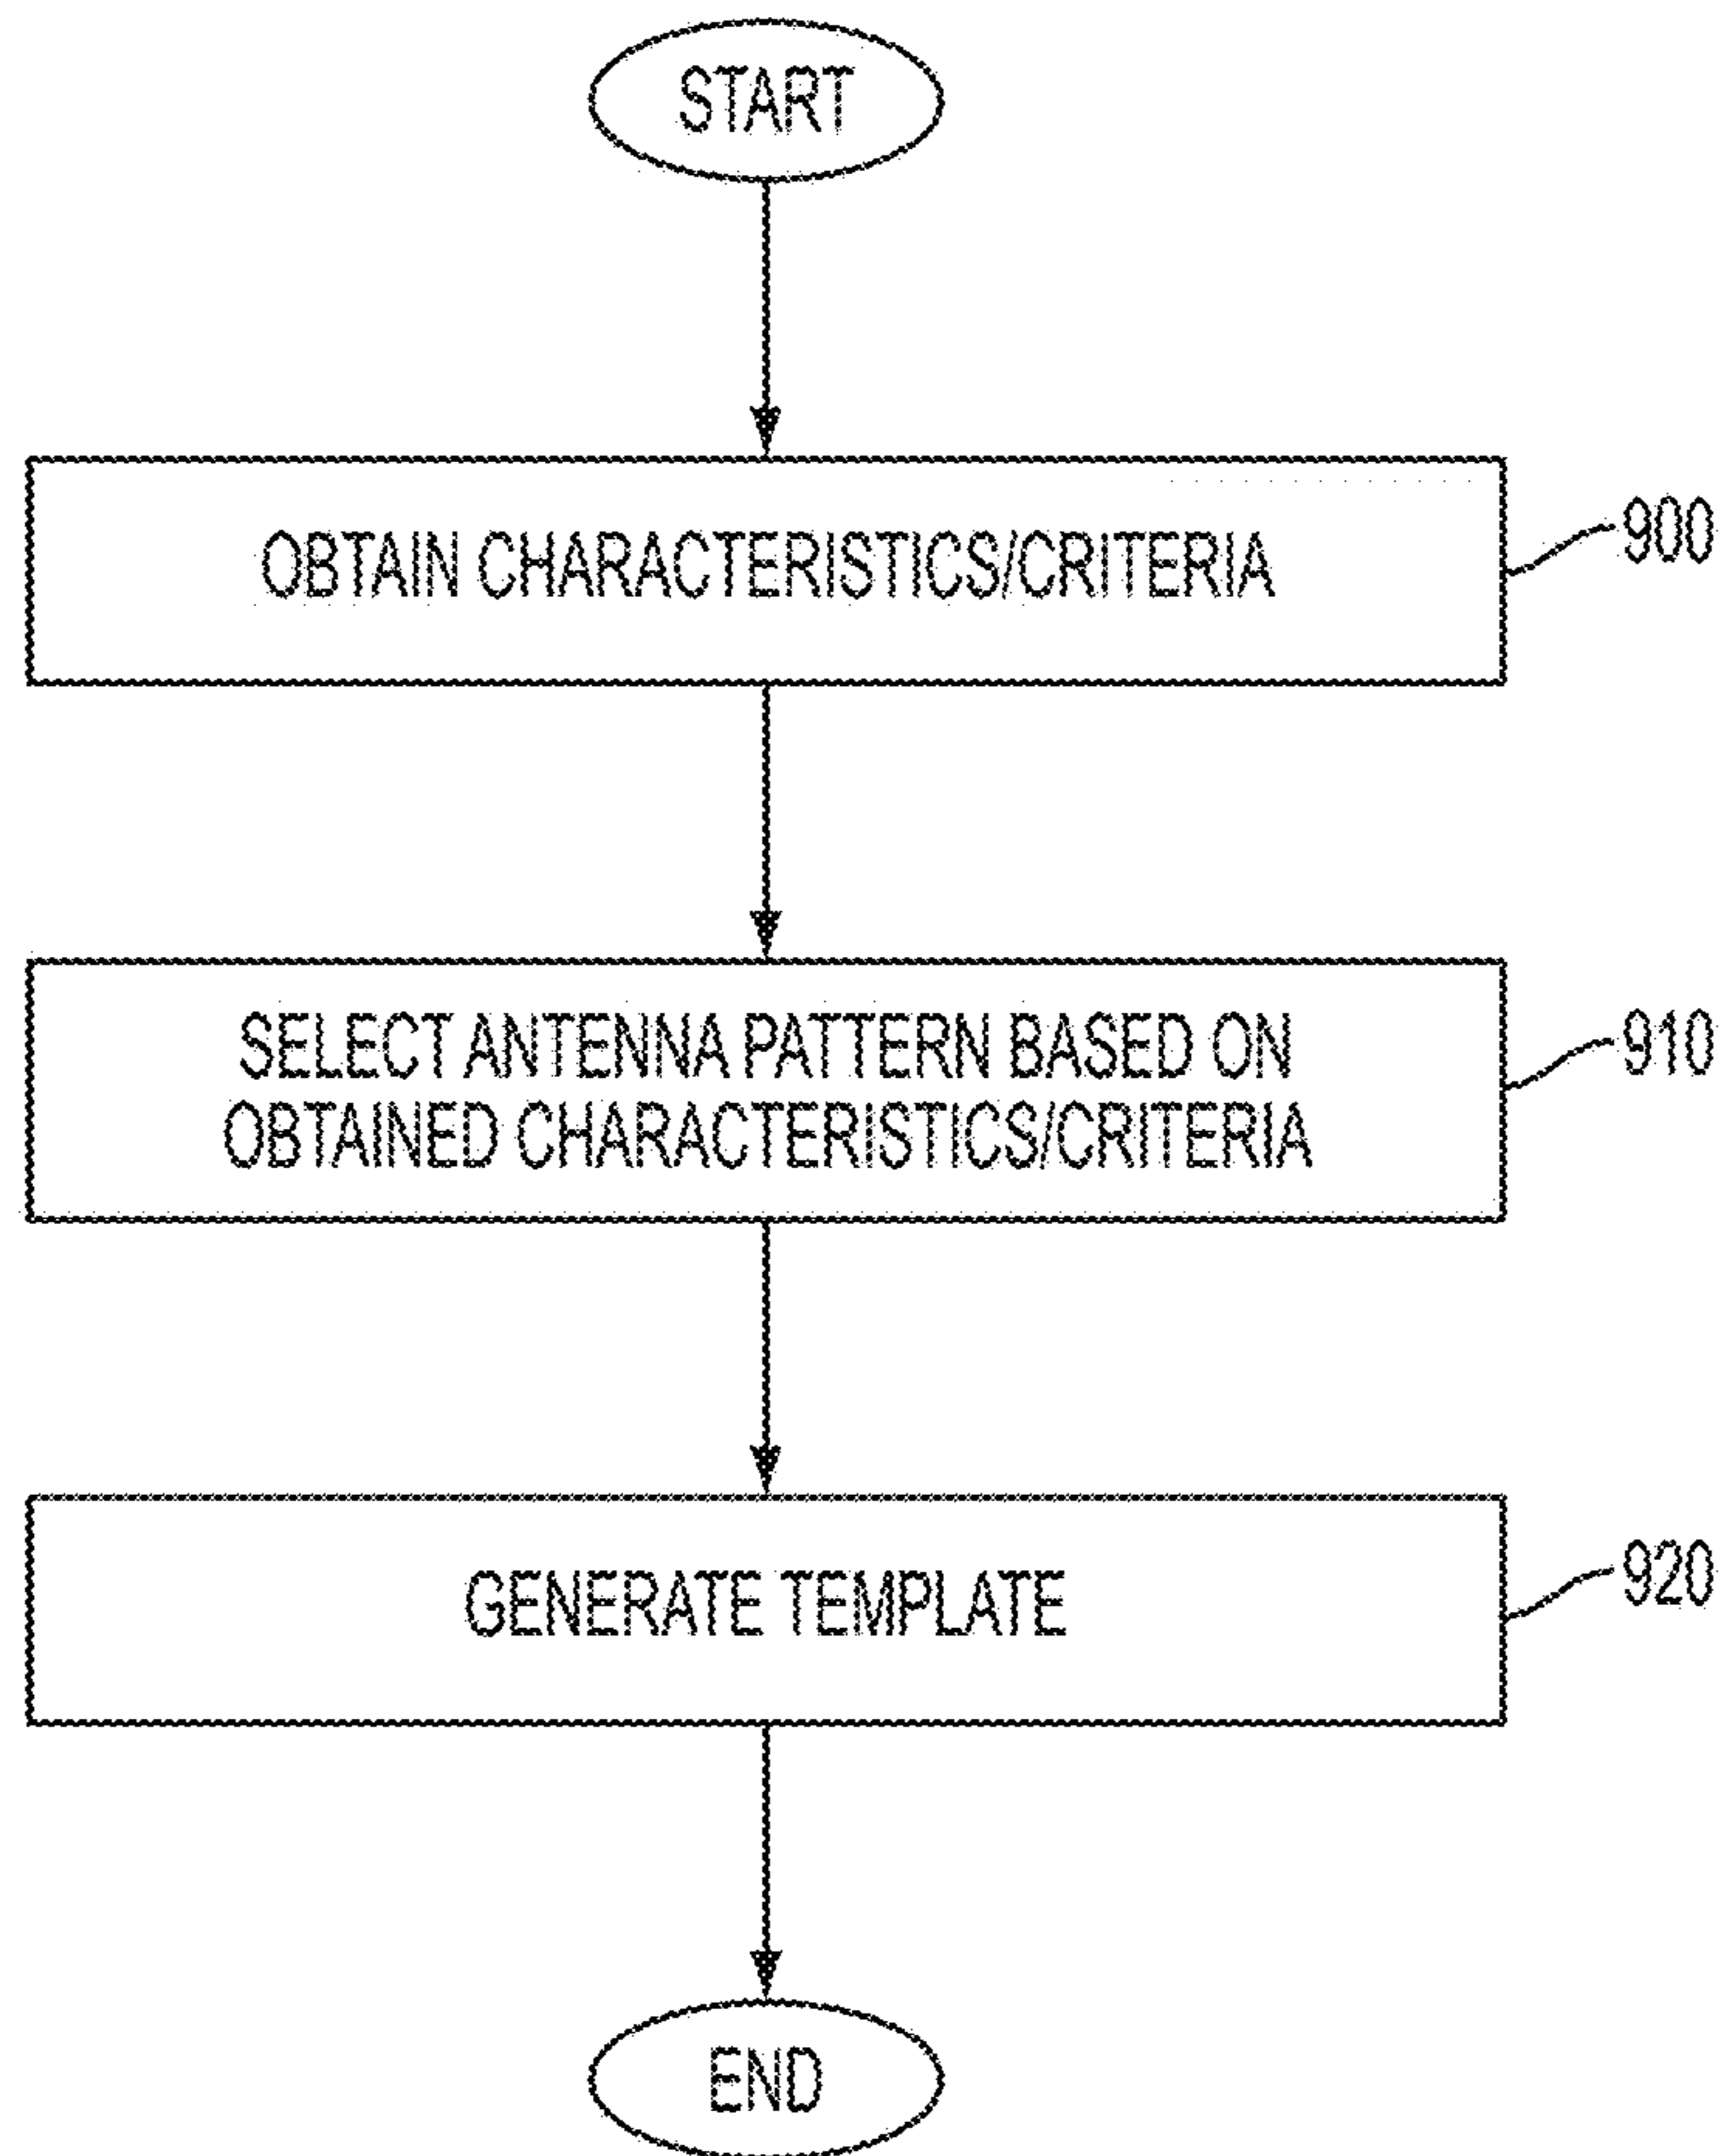 START
OBTAIN CHARACTERISTICS/CRITERIA
900
SELECT ANTENNA PATTERN BASED ON
OBTAINED CHARACTERISTICS/CRITERIA
910
GENERATE TEMPLATE
920
END